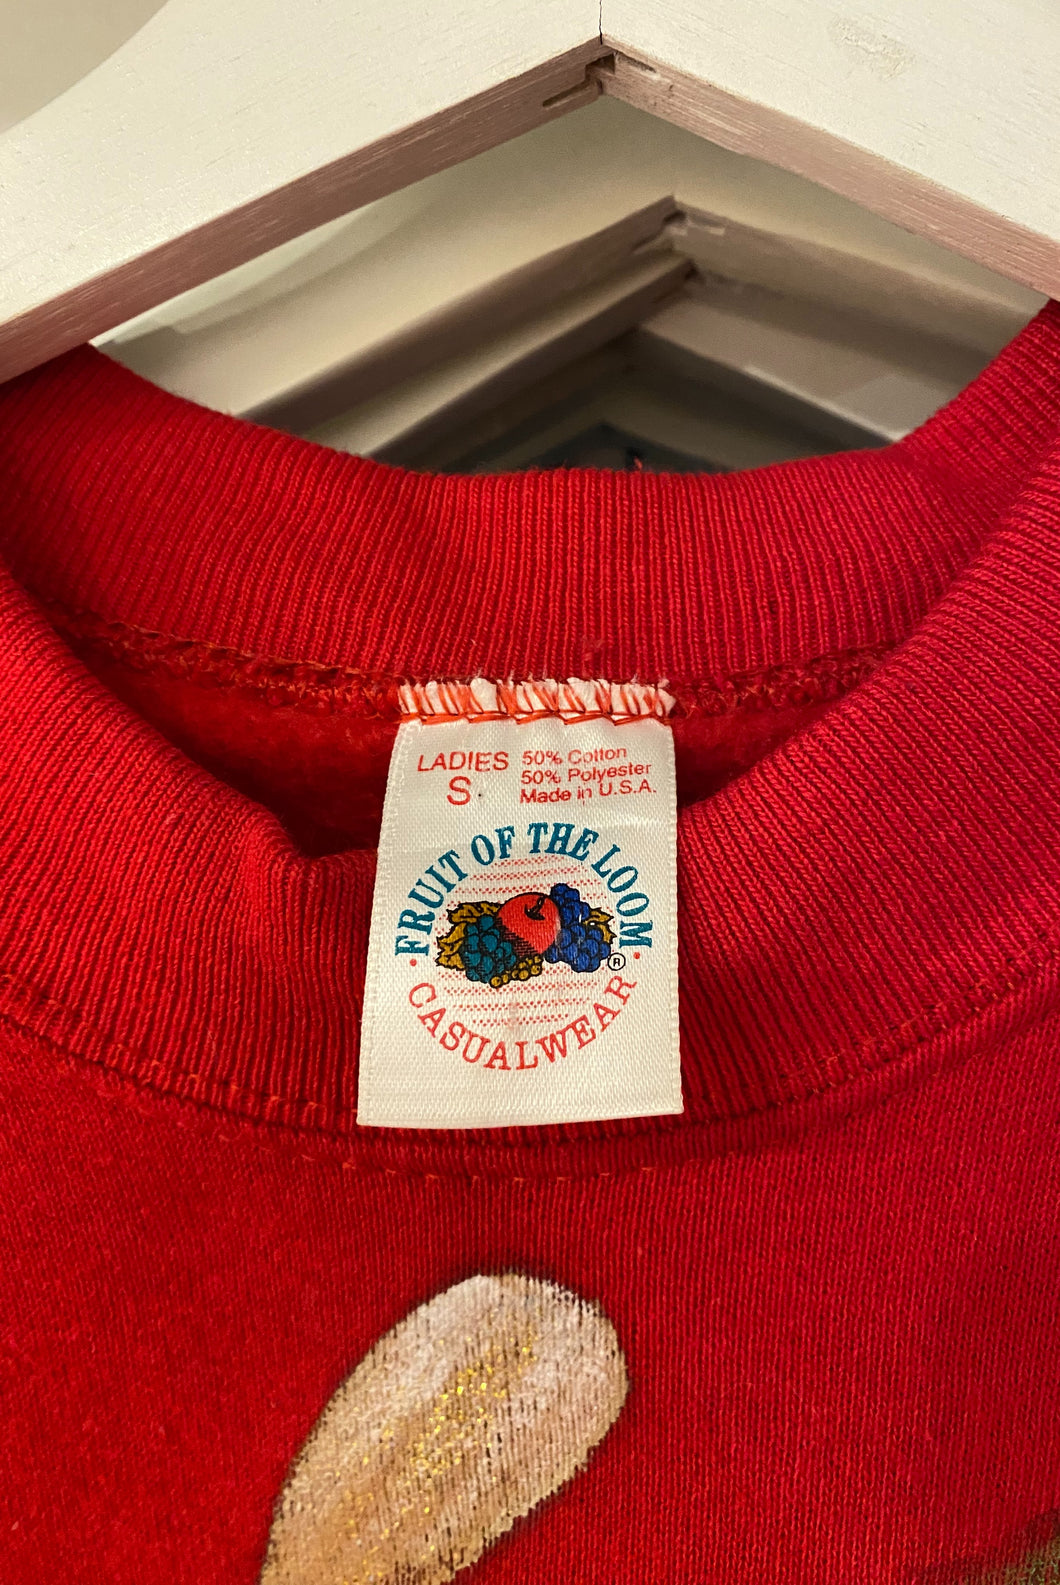 LADIES
S
50% Cotton
50% Polyester
Made in U.S.A.
FRUIT OF THE LOOM
®
CASUALWEAR